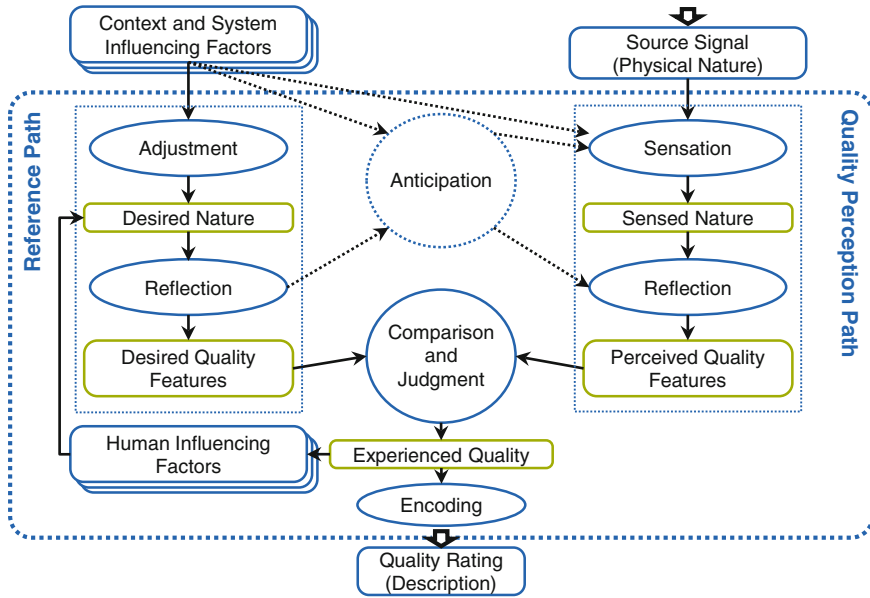 Context and System
Influencing Factors
Source Signal
(Physical Nature)
Reference Path
Quality Perception Path
Adjustment
Anticipation
Sensation
Desired Nature
Sensed Nature
Reflection
Reflection
Comparison
and
Judgment
Desired Quality
Features
Perceived Quality
Features
Human Influencing
Factors
Experienced Quality
Encoding
Quality Rating
(Description)